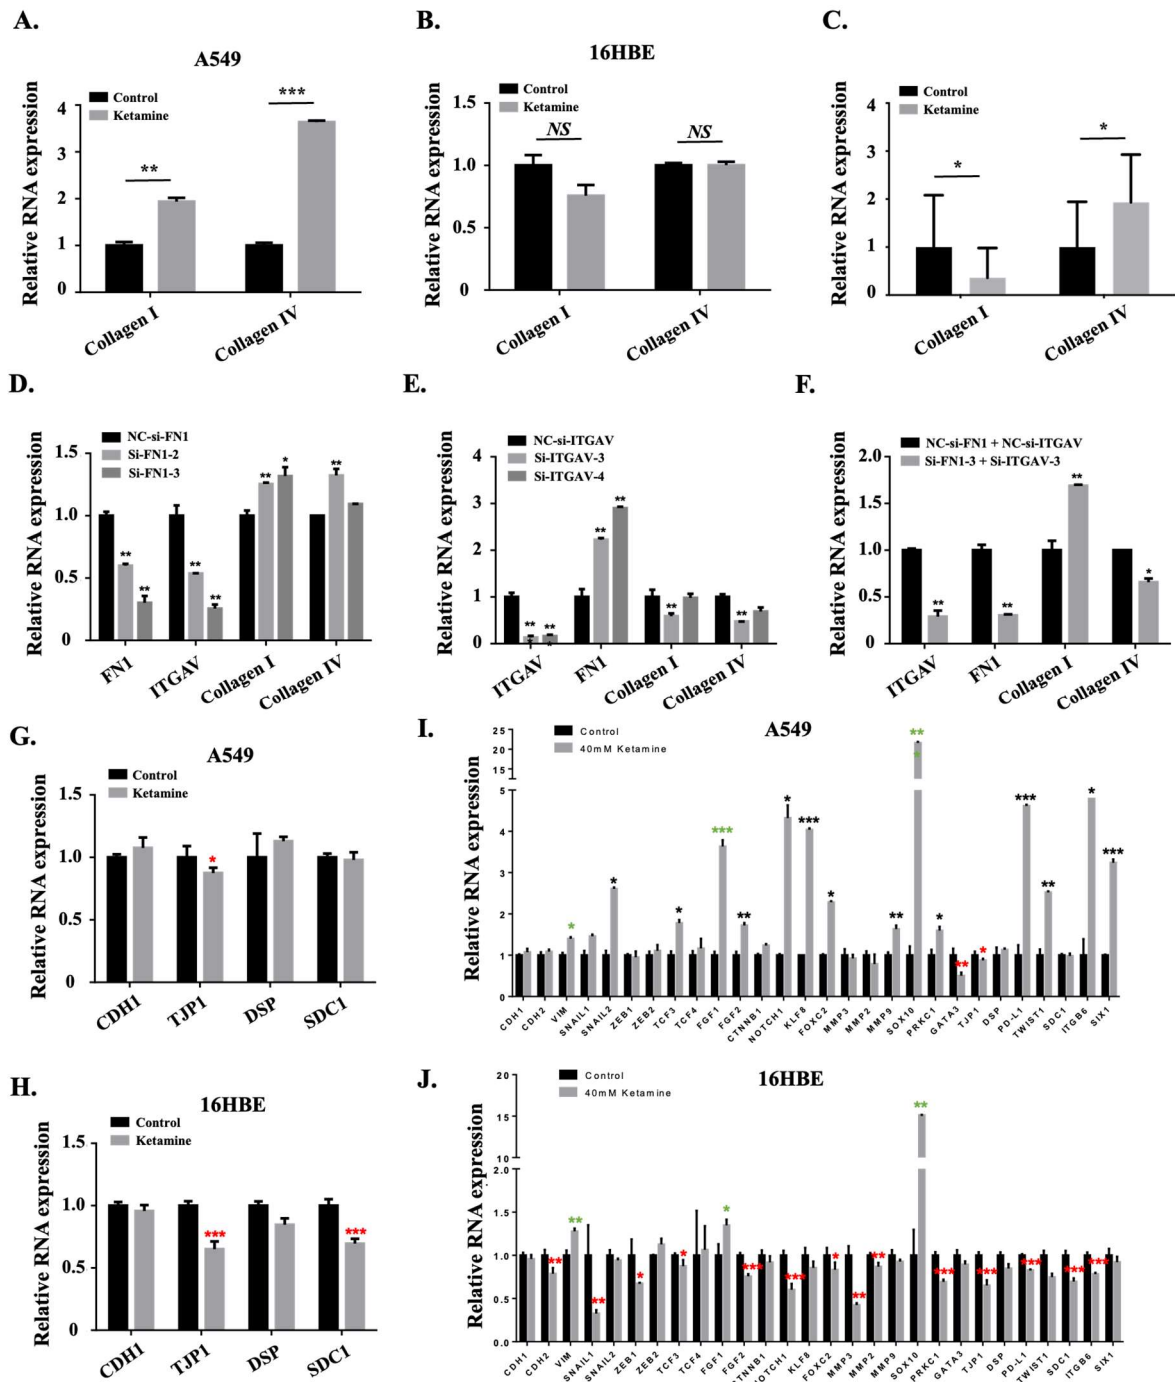 A.
A549
Relative RNA expression
Control
Ketamine
**
***
4
3
2
1
0
Collagen I
Collagen IV
B.
16HBE
Relative RNA expression
Control
Ketamine
NS
NS
1.5
1.0
0.5
0
Collagen I
Collagen IV
C.
Relative RNA expression
Control
Ketamine
*
*
4
3
2
1
0
Collagen I
Collagen IV
D.
Relative RNA expression
NC-si-FN1
Si-FN1-2
Si-FN1-3
** ** ** ** ** * **
1.5
1.0
0.5
0
FN1
ITGAV
Collagen I
Collagen IV
E.
Relative RNA expression
NC-si-ITGAV
Si-ITGAV-3
Si-ITGAV-4
** ** ** ** ** **
4
3
2
1
0
ITGAV
FN1
Collagen I
Collagen IV
F.
Relative RNA expression
NC-si-FN1 + NC-si-ITGAV
Si-FN1-3 + Si-ITGAV-3
** ** ** *
2.0
1.5
1.0
0.5
0
ITGAV
FN1
Collagen I
Collagen IV
G.
A549
Relative RNA expression
Control
Ketamine
*
1.5
1.0
0.5
0
CDH1
TJP1
DSP
SDC1
I.
A549
Relative RNA expression
Control
40mM Ketamine
* * * *** ** * *** * ** *** * ** * *** ** * ***
25
20
15
10
5
4
3
2
1
0
CDH1
CDH2
VIM
SNAIL1
SNAIL2
ZEB1
ZEB2
TCF3
TCF4
FGF1
FGF2
CTNNB1
NOTCH1
KLF8
FOXC2
MMP3
MMP2
MMP9
SOX10
PRKC1
GATA3
TJP1
DSP
PD-L1
TWIST1
SDC1
ITGB6
SIX1
H.
16HBE
Relative RNA expression
Control
Ketamine
*** ***
1.5
1.0
0.5
0
CDH1
TJP1
DSP
SDC1
J.
16HBE
Relative RNA expression
Control
40mM Ketamine
** ** ** * * * *** *** * ** ** ** *** *** *** *** ***
20
15
10
2.0
1.5
1.0
0.5
0.0
CDH1
CDH2
VIM
SNAIL1
SNAIL2
ZEB1
ZEB2
TCF3
TCF4
FGF1
FGF2
CTNNB1
NOTCH1
KLF8
FOXC2
MMP3
MMP2
MMP9
SOX10
PRKC1
GATA3
TJP1
DSP
PD-L1
TWIST1
SDC1
ITGB6
SIX1